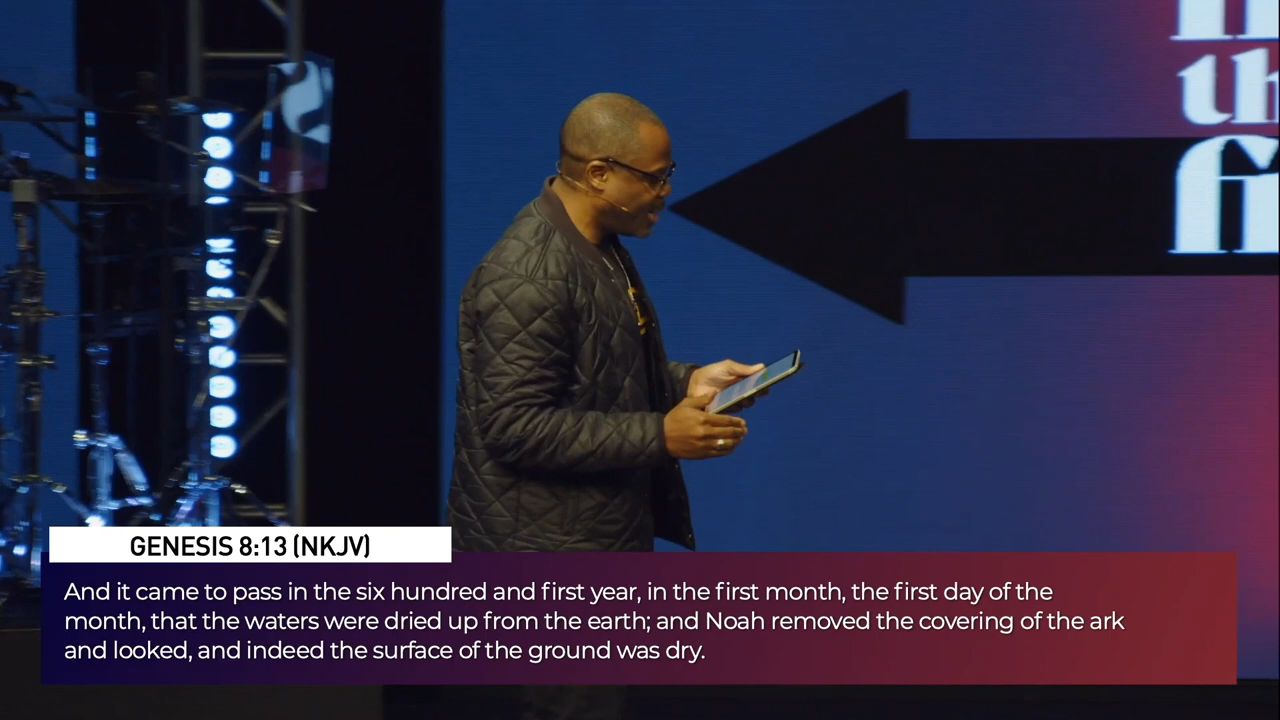 th
GENESIS 8:13 (NKJV)
And it came to pass in the six hundred and first year, in the first month, the first day of the
month, that the waters were dried up from the earth; and Noah removed the covering of the ark
and looked, and indeed the surface of the ground was dry.